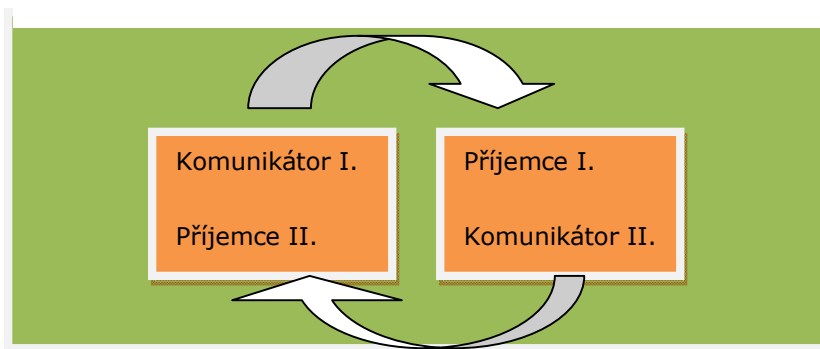 Komunikátor I.
Příjemce II.
Příjemce I.
Komunikátor II.